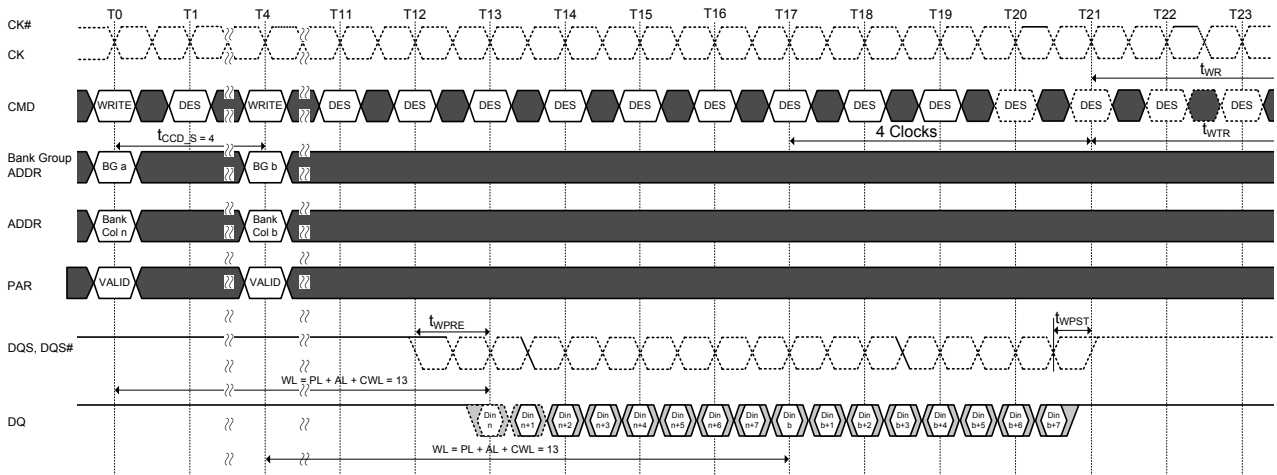 T0 T1 T4 T11 T12 T13 T14 T15 T16 T17 T18 T19 T20 T21 T22 T23
CK#
CK
tWR
CMD WRITE DES WRITE DES DES DES DES DES DES DES DES DES DES DES DES DES
tCCD_S = 4
4 Clocks
tWTR
Bank Group
ADDR
BG a
BG b
ADDR
Bank
Col n
Bank
Col b
PAR VALID VALID
tWPRE
tWPST
DQS, DQS#
WL = PL + AL + CWL = 13
DQ
Din
n
Din
n+1
Din
n+2
Din
n+3
Din
n+4
Din
n+5
Din
n+6
Din
n+7
Din
b
Din
b+1
Din
b+2
Din
b+3
Din
b+4
Din
b+5
Din
b+6
Din
b+7
WL = PL + AL + CWL = 13